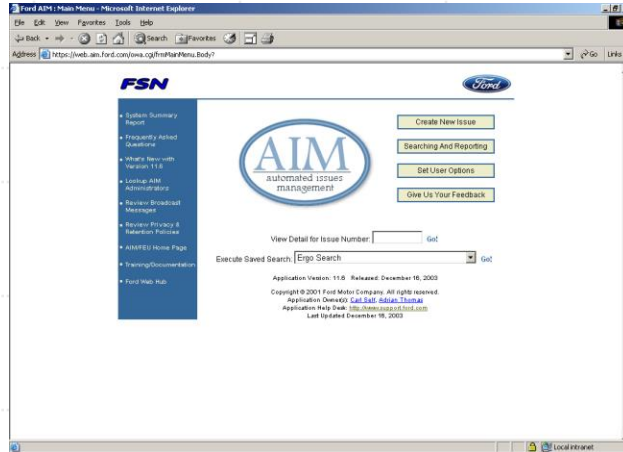 Ford AIM : Main Menu - Microsoft Internet Explorer
File Edit View Favorites Tools Help
Back Search Favorites
Address https://web.aim.ford.com/owa.cgi/frmMainMenu.Body? Go Links
FSN Ford
System Summary
Report
Frequently Asked
Questions
What's New with
Version 11.6
Lookup AIM
Administrators
Review Broadcast
Messages
Review Privacy &
Retention Policies
AIM/REU Home Page
Training/Documentation
Ford Web Hub
AIM
automated issues
management
Create New Issue
Searching And Reporting
Set User Options
Give Us Your Feedback
View Detail for Issue Number: Go!
Execute Saved Search: Ergo Search Go!
Application Version: 11.6 Released: December 16, 2003
Copyright © 2001 Ford Motor Company. All rights reserved.
Application Owner(s): Carl Self, Adrian Thomas
Application Help Desk: http://www.support.ford.com
Last Updated December 16, 2003
Local intranet